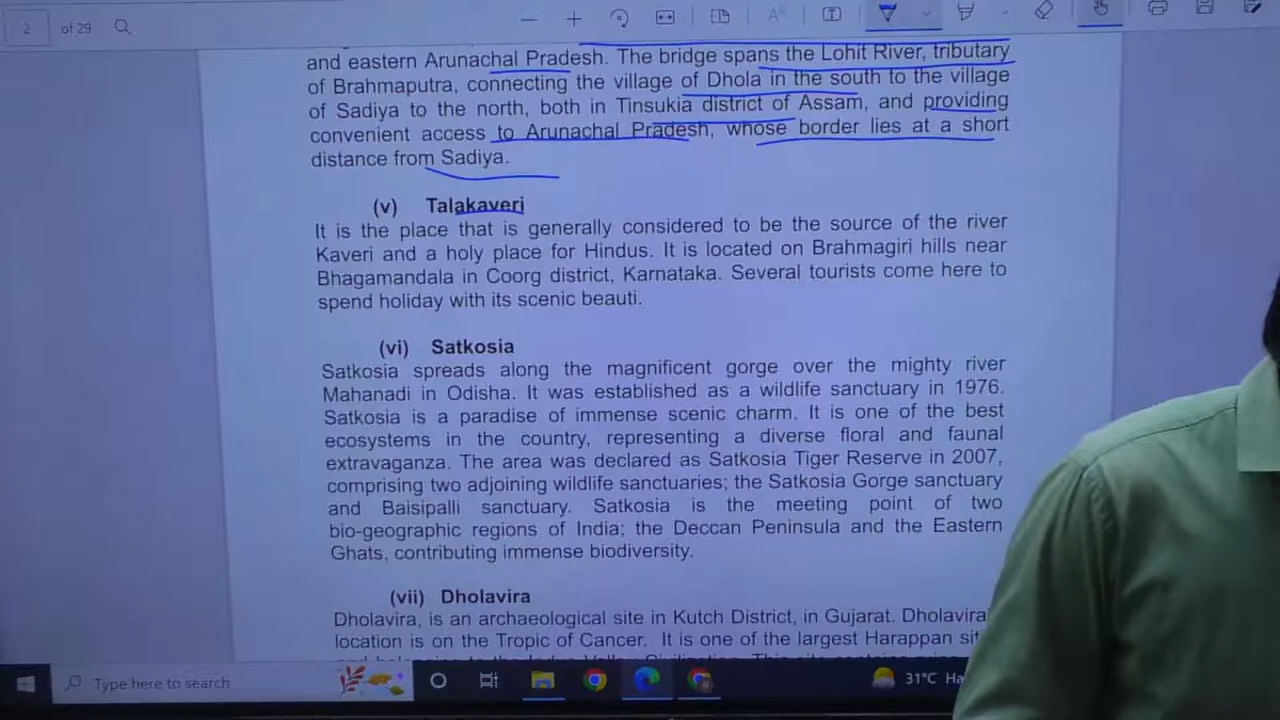 2 of 29
and eastern Arunachal Pradesh. The bridge spans the Lohit River, tributary
of Brahmaputra, connecting the village of Dhola in the south to the village
of Sadiya to the north, both in Tinsukia district of Assam, and providing
convenient access to Arunachal Pradesh, whose border lies at a short
distance from Sadiya.
(v) Talakaveri
It is the place that is generally considered to be the source of the river
Kaveri and a holy place for Hindus. It is located on Brahmagiri hills near
Bhagamandala in Coorg district, Karnataka. Several tourists come here to
spend holiday with its scenic beauti.
(vi) Satkosia
Satkosia spreads along the magnificent gorge over the mighty river
Mahanadi in Odisha. It was established as a wildlife sanctuary in 1976.
Satkosia is a paradise of immense scenic charm. It is one of the best
ecosystems in the country, representing a diverse floral and faunal
extravaganza. The area was declared as Satkosia Tiger Reserve in 2007,
comprising two adjoining wildlife sanctuaries; the Satkosia Gorge sanctuary
and Baisipalli sanctuary. Satkosia is the meeting point of two
bio-geographic regions of India; the Deccan Peninsula and the Eastern
Ghats, contributing immense biodiversity.
(vii) Dholavira
Dholavira, is an archaeological site in Kutch District, in Gujarat. Dholavira
location is on the Tropic of Cancer. It is one of the largest Harappan
Type here to search
31°C